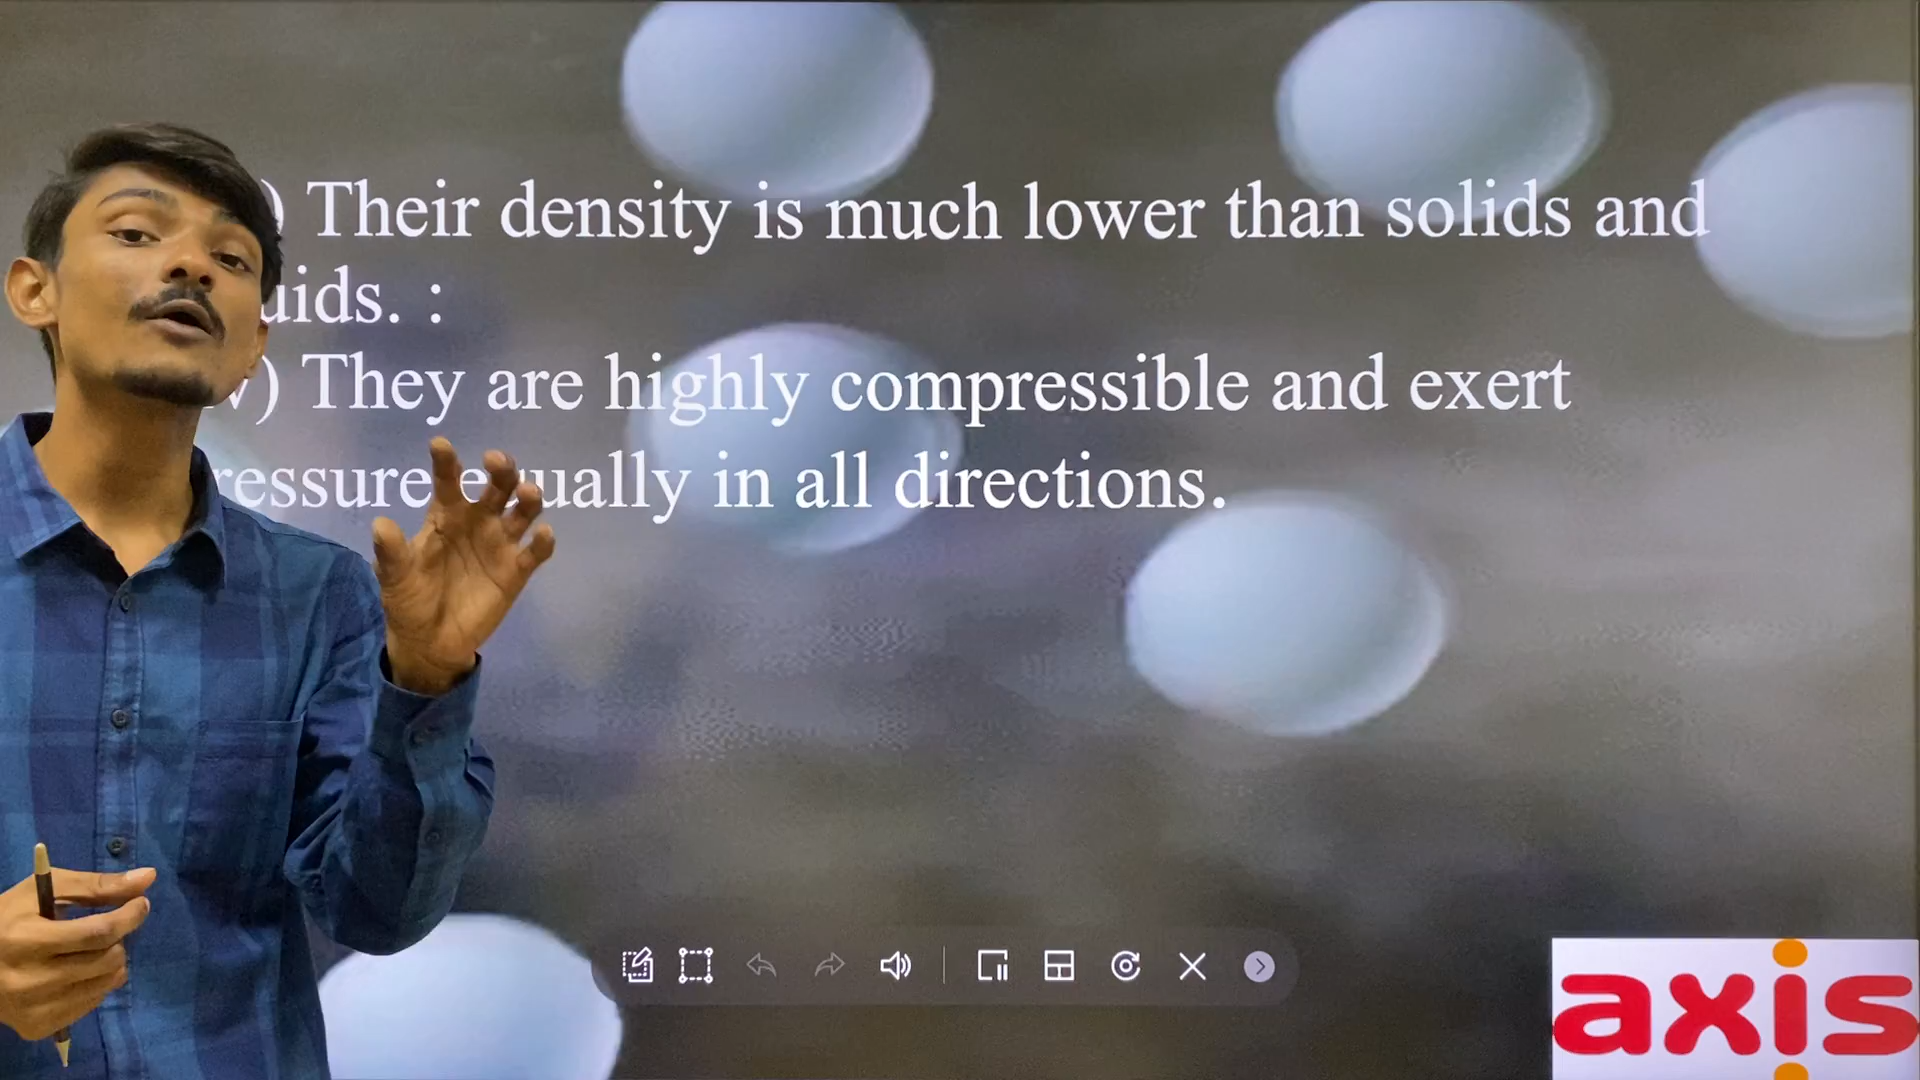 ) Their density is much lower than solids and
uids. :
) They are highly compressible and exert
ressure equally in all directions.
axis